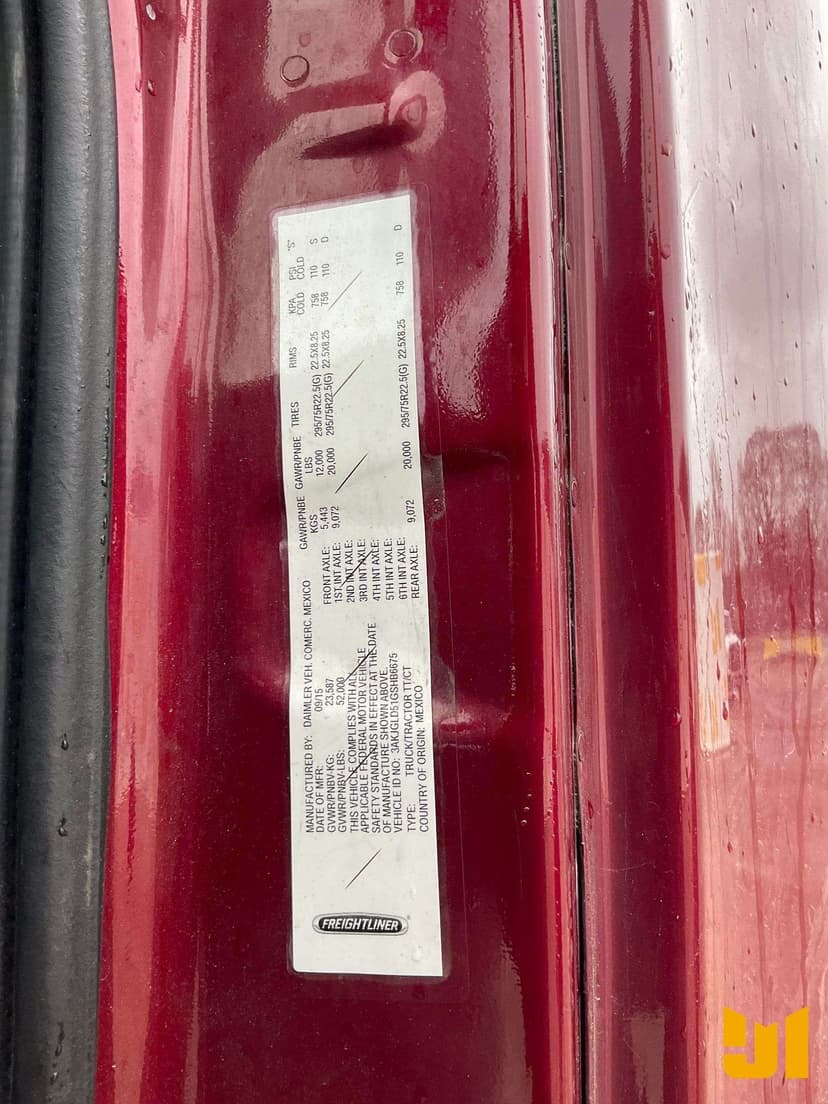 FREIGHTLINER
MANUFACTURED BY: DAIMLER VEH. COMERC. MEXICO
DATE OF MFR: 09/15
GVWR/PNBV-KG: 23,587
GVWR/PNBV-LBS: 52,000
THIS VEHICLE COMPLIES WITH ALL
APPLICABLE FEDERAL MOTOR VEHICLE
SAFETY STANDARDS IN EFFECT AT THE DATE
OF MANUFACTURE SHOWN ABOVE.
VEHICLE ID NO: 3AKJGLD51GSHB6675
TYPE: TRUCK/TRACTOR TT/CT
COUNTRY OF ORIGIN: MEXICO
GAWR/PNBE GAWR/PNBE TIRES RIMS KPA PSI "S"
KGS LBS COLD COLD
FRONT AXLE: 5,443 12,000 295/75R22.5(G) 22.5X8.25 758 110 S
1ST INT AXLE: 9,072 20,000 295/75R22.5(G) 22.5X8.25 758 110 D
2ND INT AXLE:
3RD INT AXLE:
4TH INT AXLE:
5TH INT AXLE:
6TH INT AXLE:
REAR AXLE: 9,072 20,000 295/75R22.5(G) 22.5X8.25 758 110 D